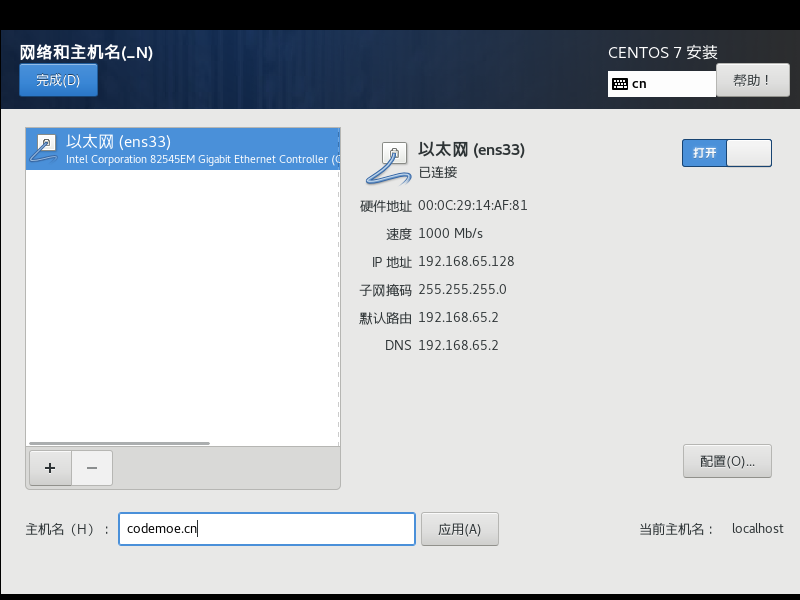 网络和主机名(_N)
CENTOS 7 安装
完成(D)
cn
帮助！
以太网 (ens33)
Intel Corporation 82545EM Gigabit Ethernet Controller (C
以太网 (ens33)
已连接
打开
硬件地址 00:0C:29:14:AF:81
速度 1000 Mb/s
IP 地址 192.168.65.128
子网掩码 255.255.255.0
默认路由 192.168.65.2
DNS 192.168.65.2
+
−
配置(O)...
主机名（H）：
codemoe.cn
应用(A)
当前主机名： localhost